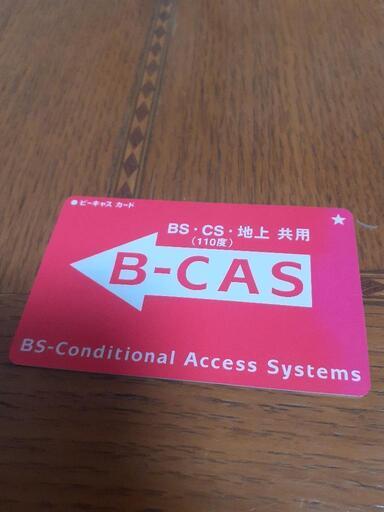 ● ビーキャス カード
★
BS・CS・地上 共用
(110度)
B-CAS
BS-Conditional Access Systems